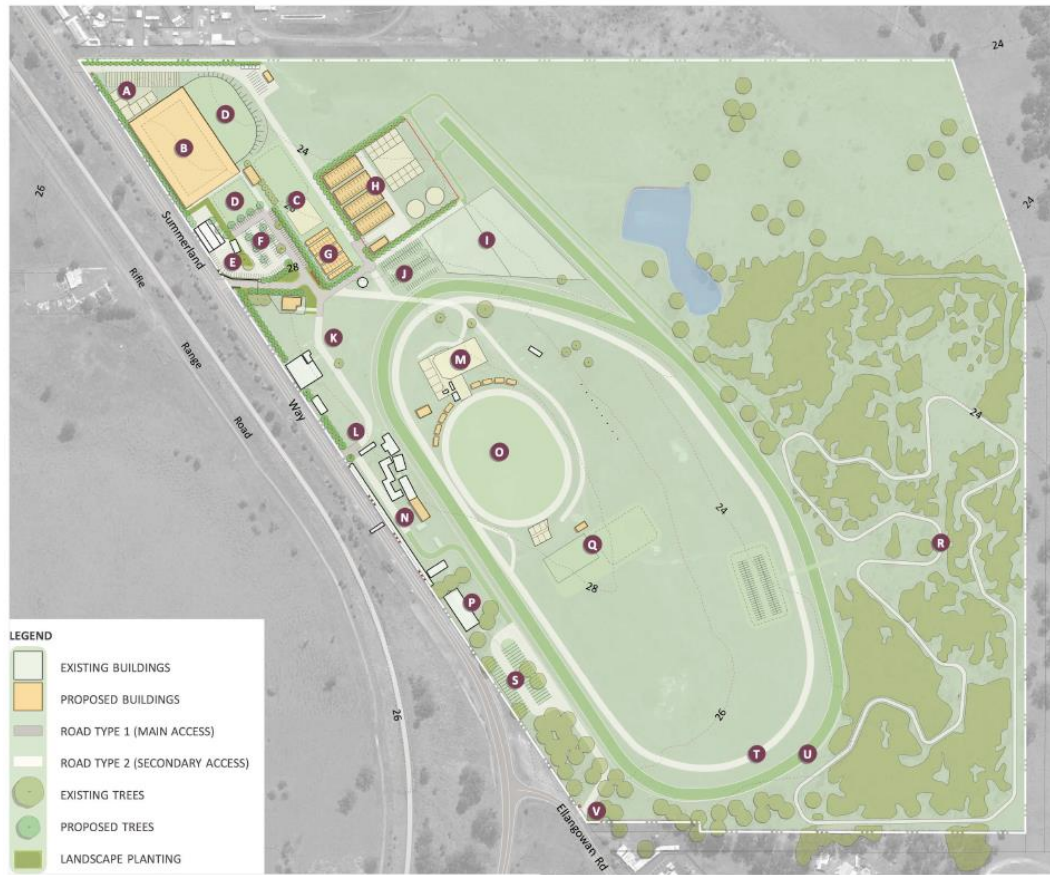 24
A
D
B
24
26
D
C
H
24
Summerland
F
I
G
E
28
J
Rifle
K
M
24
Range
Way
L
Road
O
N
24
Q
R
28
P
S
26
26
T
U
V
Ellangowan Rd
LEGEND
EXISTING BUILDINGS
PROPOSED BUILDINGS
ROAD TYPE 1 (MAIN ACCESS)
ROAD TYPE 2 (SECONDARY ACCESS)
EXISTING TREES
PROPOSED TREES
LANDSCAPE PLANTING